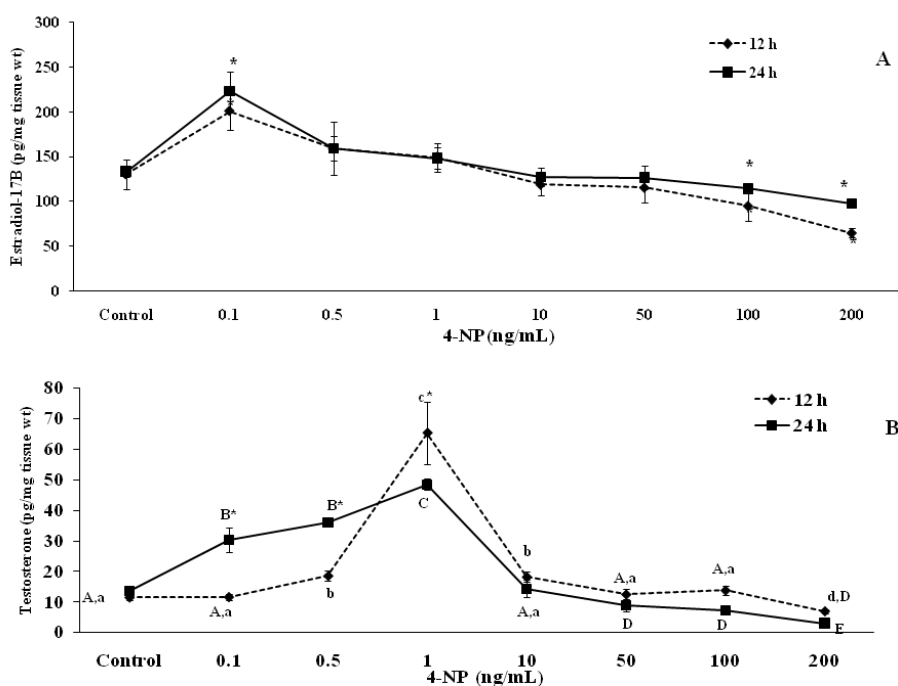 300
12 h
24 h
A
250
200
150
100
50
0
Estradiol-17B (pg/mg tissue wt)
*
*
*
*
*
*
Control 0.1 0.5 1 10 50 100 200
4-NP (ng/mL)
80
12 h
24 h
B
70
60
50
40
30
20
10
0
Testosterone (pg/mg tissue wt)
c*
B*
B*
C
b
A,a
A,a
d,D
A,a
A,a
b
A,a
D
D
E
Control 0.1 0.5 1 10 50 100 200
4-NP (ng/mL)